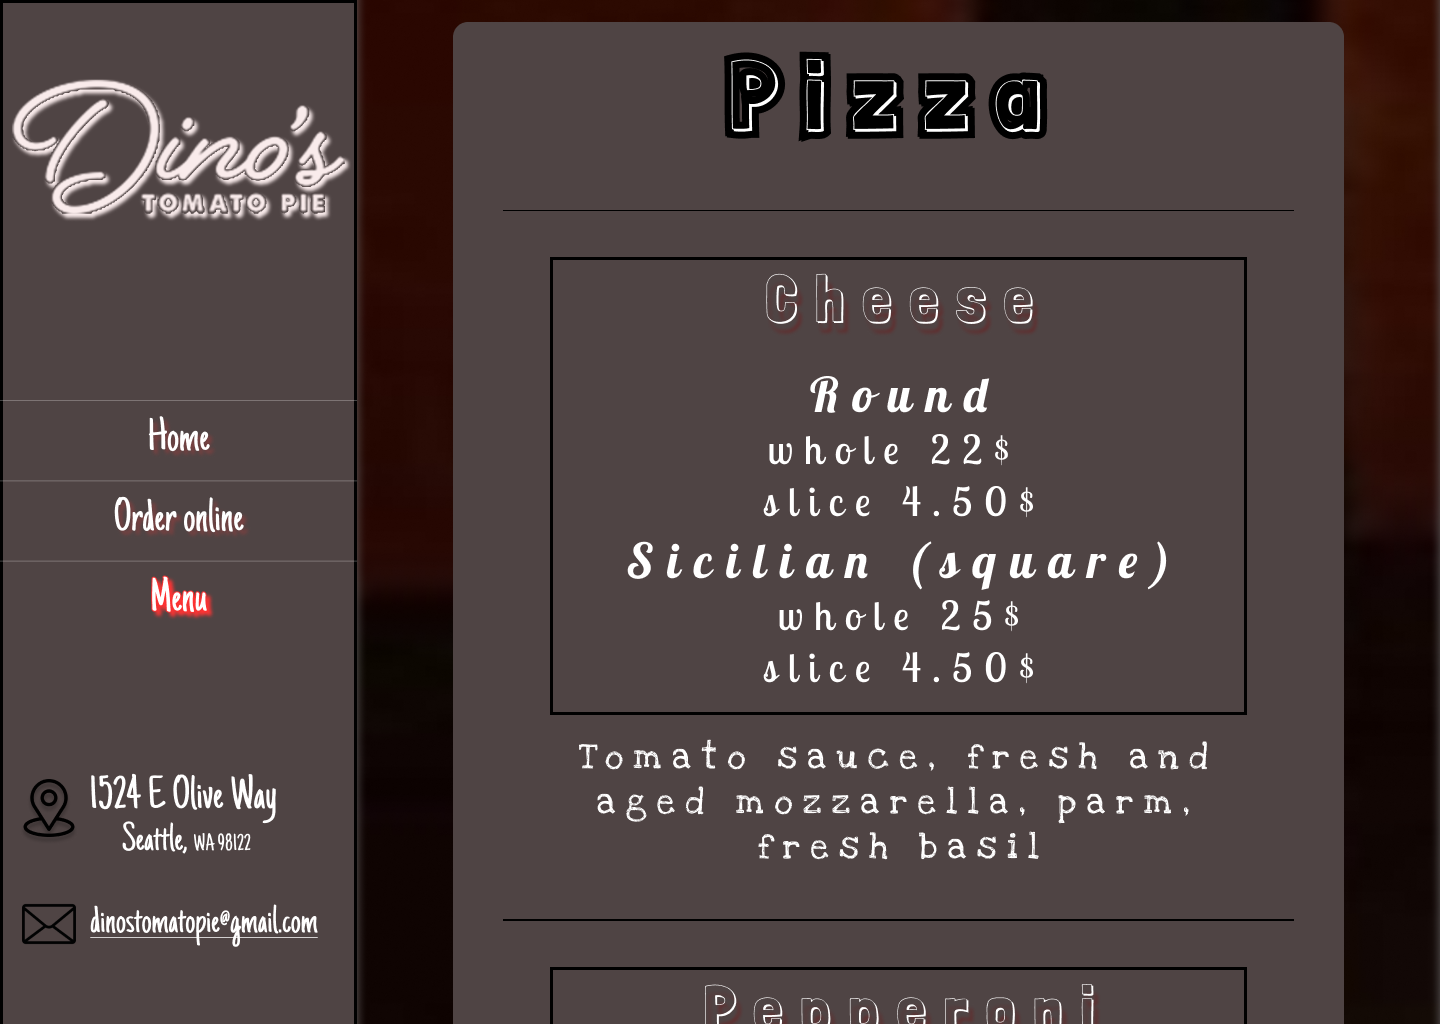 Dino's
TOMATO PIE
Home
Order online
Menu
1524 E Olive Way
Seattle, WA 98122
dinostomatopie@gmail.com
Pizza
Cheese
Round
whole 22$
slice 4.50$
Sicilian (square)
whole 25$
slice 4.50$
Tomato sauce, fresh and
aged mozzarella, parm,
fresh basil
Pepperoni